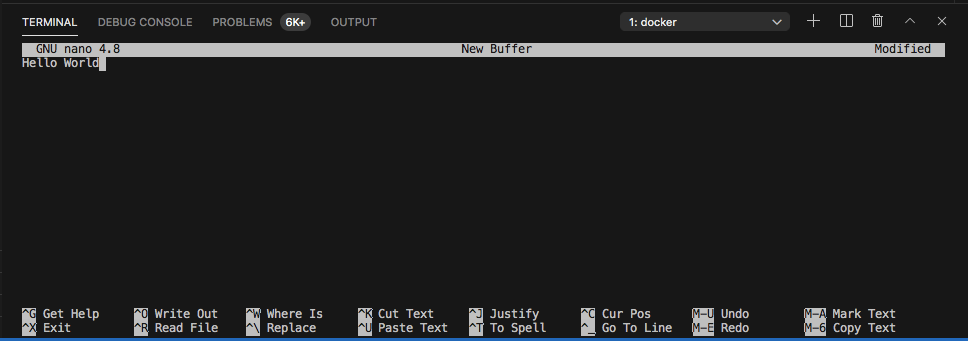 TERMINAL DEBUG CONSOLE PROBLEMS 6K+ OUTPUT 1: docker
GNU nano 4.8 New Buffer Modified
Hello World
^G Get Help ^O Write Out ^W Where Is ^K Cut Text ^J Justify ^C Cur Pos M-U Undo M-A Mark Text
^X Exit ^R Read File ^\ Replace ^U Paste Text ^T To Spell ^_ Go To Line M-E Redo M-6 Copy Text